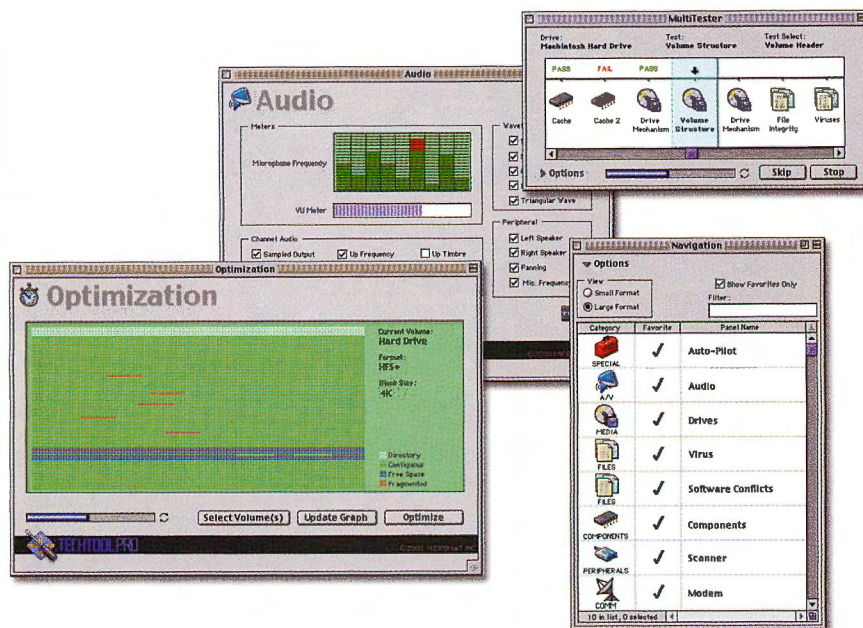 MultiTester
Drive:
Machintosh Hard Drive
Test:
Volume Structure
Test Select:
Volume Header
PASS
FAIL
PASS
Cache
Cache 2
Drive
Mechanism
Volume
Structure
Drive
Mechanism
File
Integrity
Viruses
Options
Skip
Stop
Audio
Audio
Meters
Microphone Frequency
VU Meter
Triangular Wave
Channel Audio
Sampled Output
Up Frequency
Up Timbre
Peripheral
Left Speaker
Right Speaker
Panning
Mic. Frequency
Optimization
Optimization
Current Volume:
Hard Drive
Format:
HFS+
Block Size:
4K
Directory
Contiguous
Free Space
Fragmented
Select Volume(s)
Update Graph
Optimize
TECHTOOL PRO
Navigation
Options
View
Small Format
Large Format
Show Favorites Only
Filter:
Category
Favorite
Panel Name
SPECIAL
Auto-Pilot
A/V
Audio
MEDIA
Drives
FILES
Virus
FILES
Software Conflicts
COMPONENTS
Components
PERIPHERALS
Scanner
COMM
Modem
10 in list, 0 selected